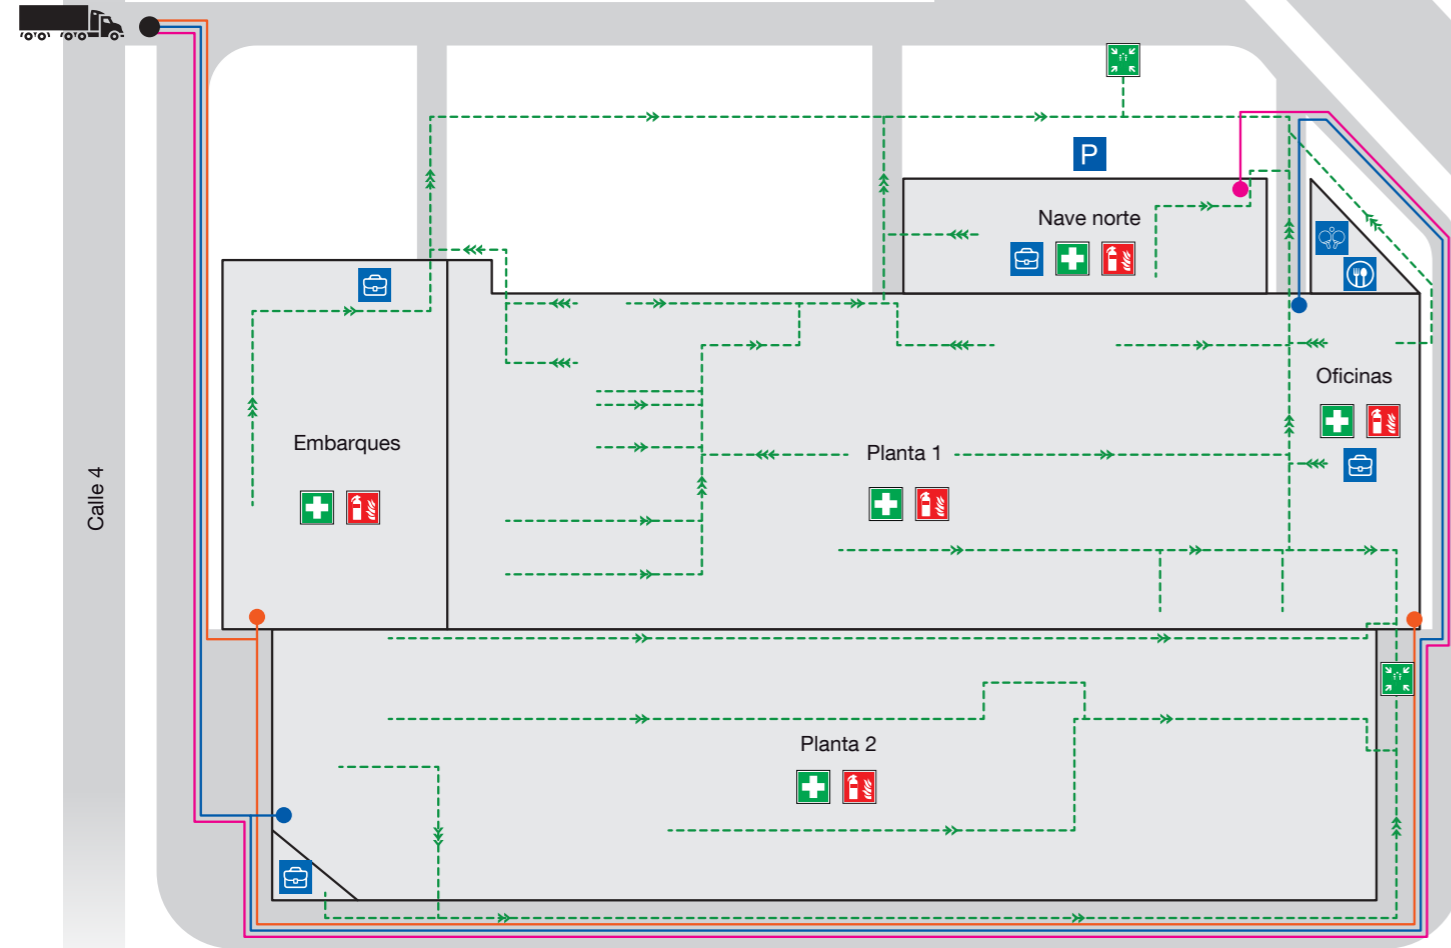 P
Nave norte
Oficinas
Embarques
Planta 1
Calle 4
Planta 2